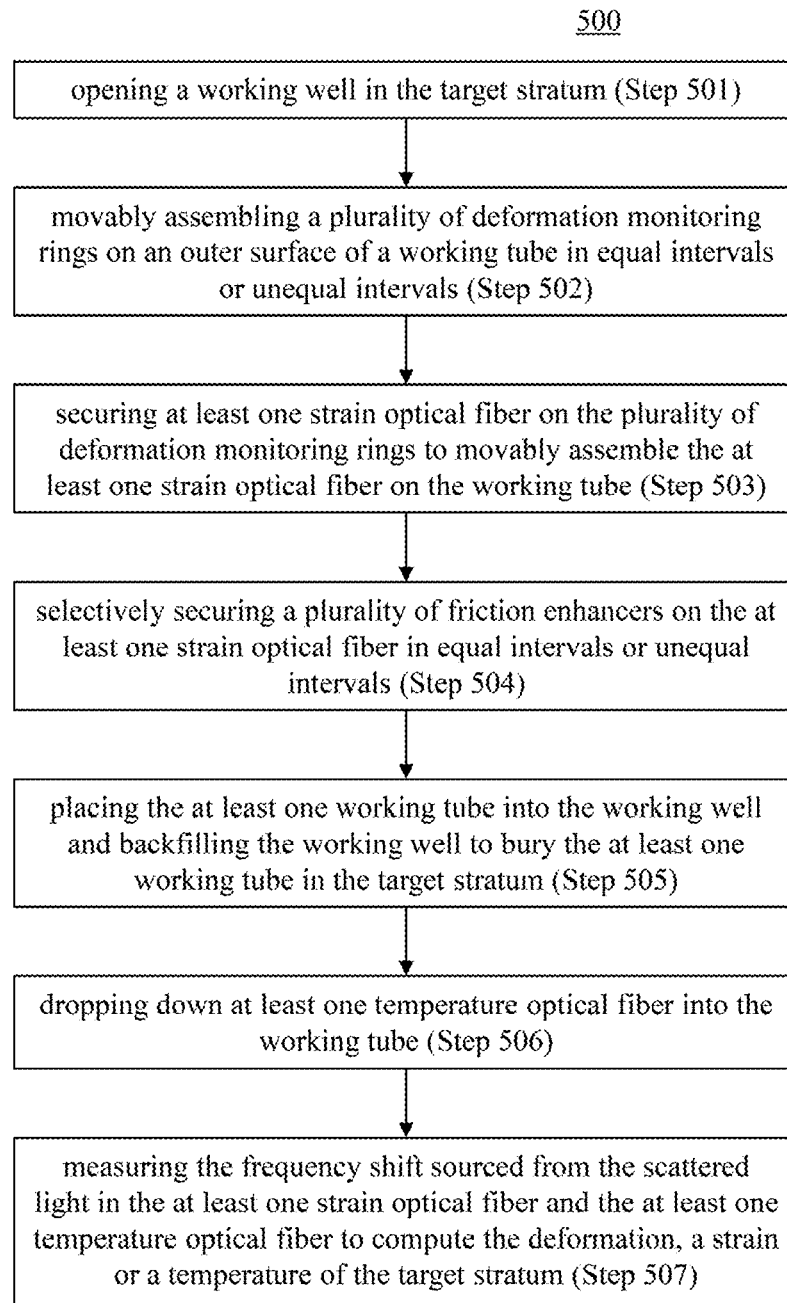 500
opening a working well in the target stratum (Step 501)
movably assembling a plurality of deformation monitoring
rings on an outer surface of a working tube in equal intervals
or unequal intervals (Step 502)
securing at least one strain optical fiber on the plurality of
deformation monitoring rings to movably assemble the at
least one strain optical fiber on the working tube (Step 503)
selectively securing a plurality of friction enhancers on the at
least one strain optical fiber in equal intervals or unequal
intervals (Step 504)
placing the at least one working tube into the working well
and backfilling the working well to bury the at least one
working tube in the target stratum (Step 505)
dropping down at least one temperature optical fiber into the
working tube (Step 506)
measuring the frequency shift sourced from the scattered
light in the at least one strain optical fiber and the at least one
temperature optical fiber to compute the deformation, a strain
or a temperature of the target stratum (Step 507)